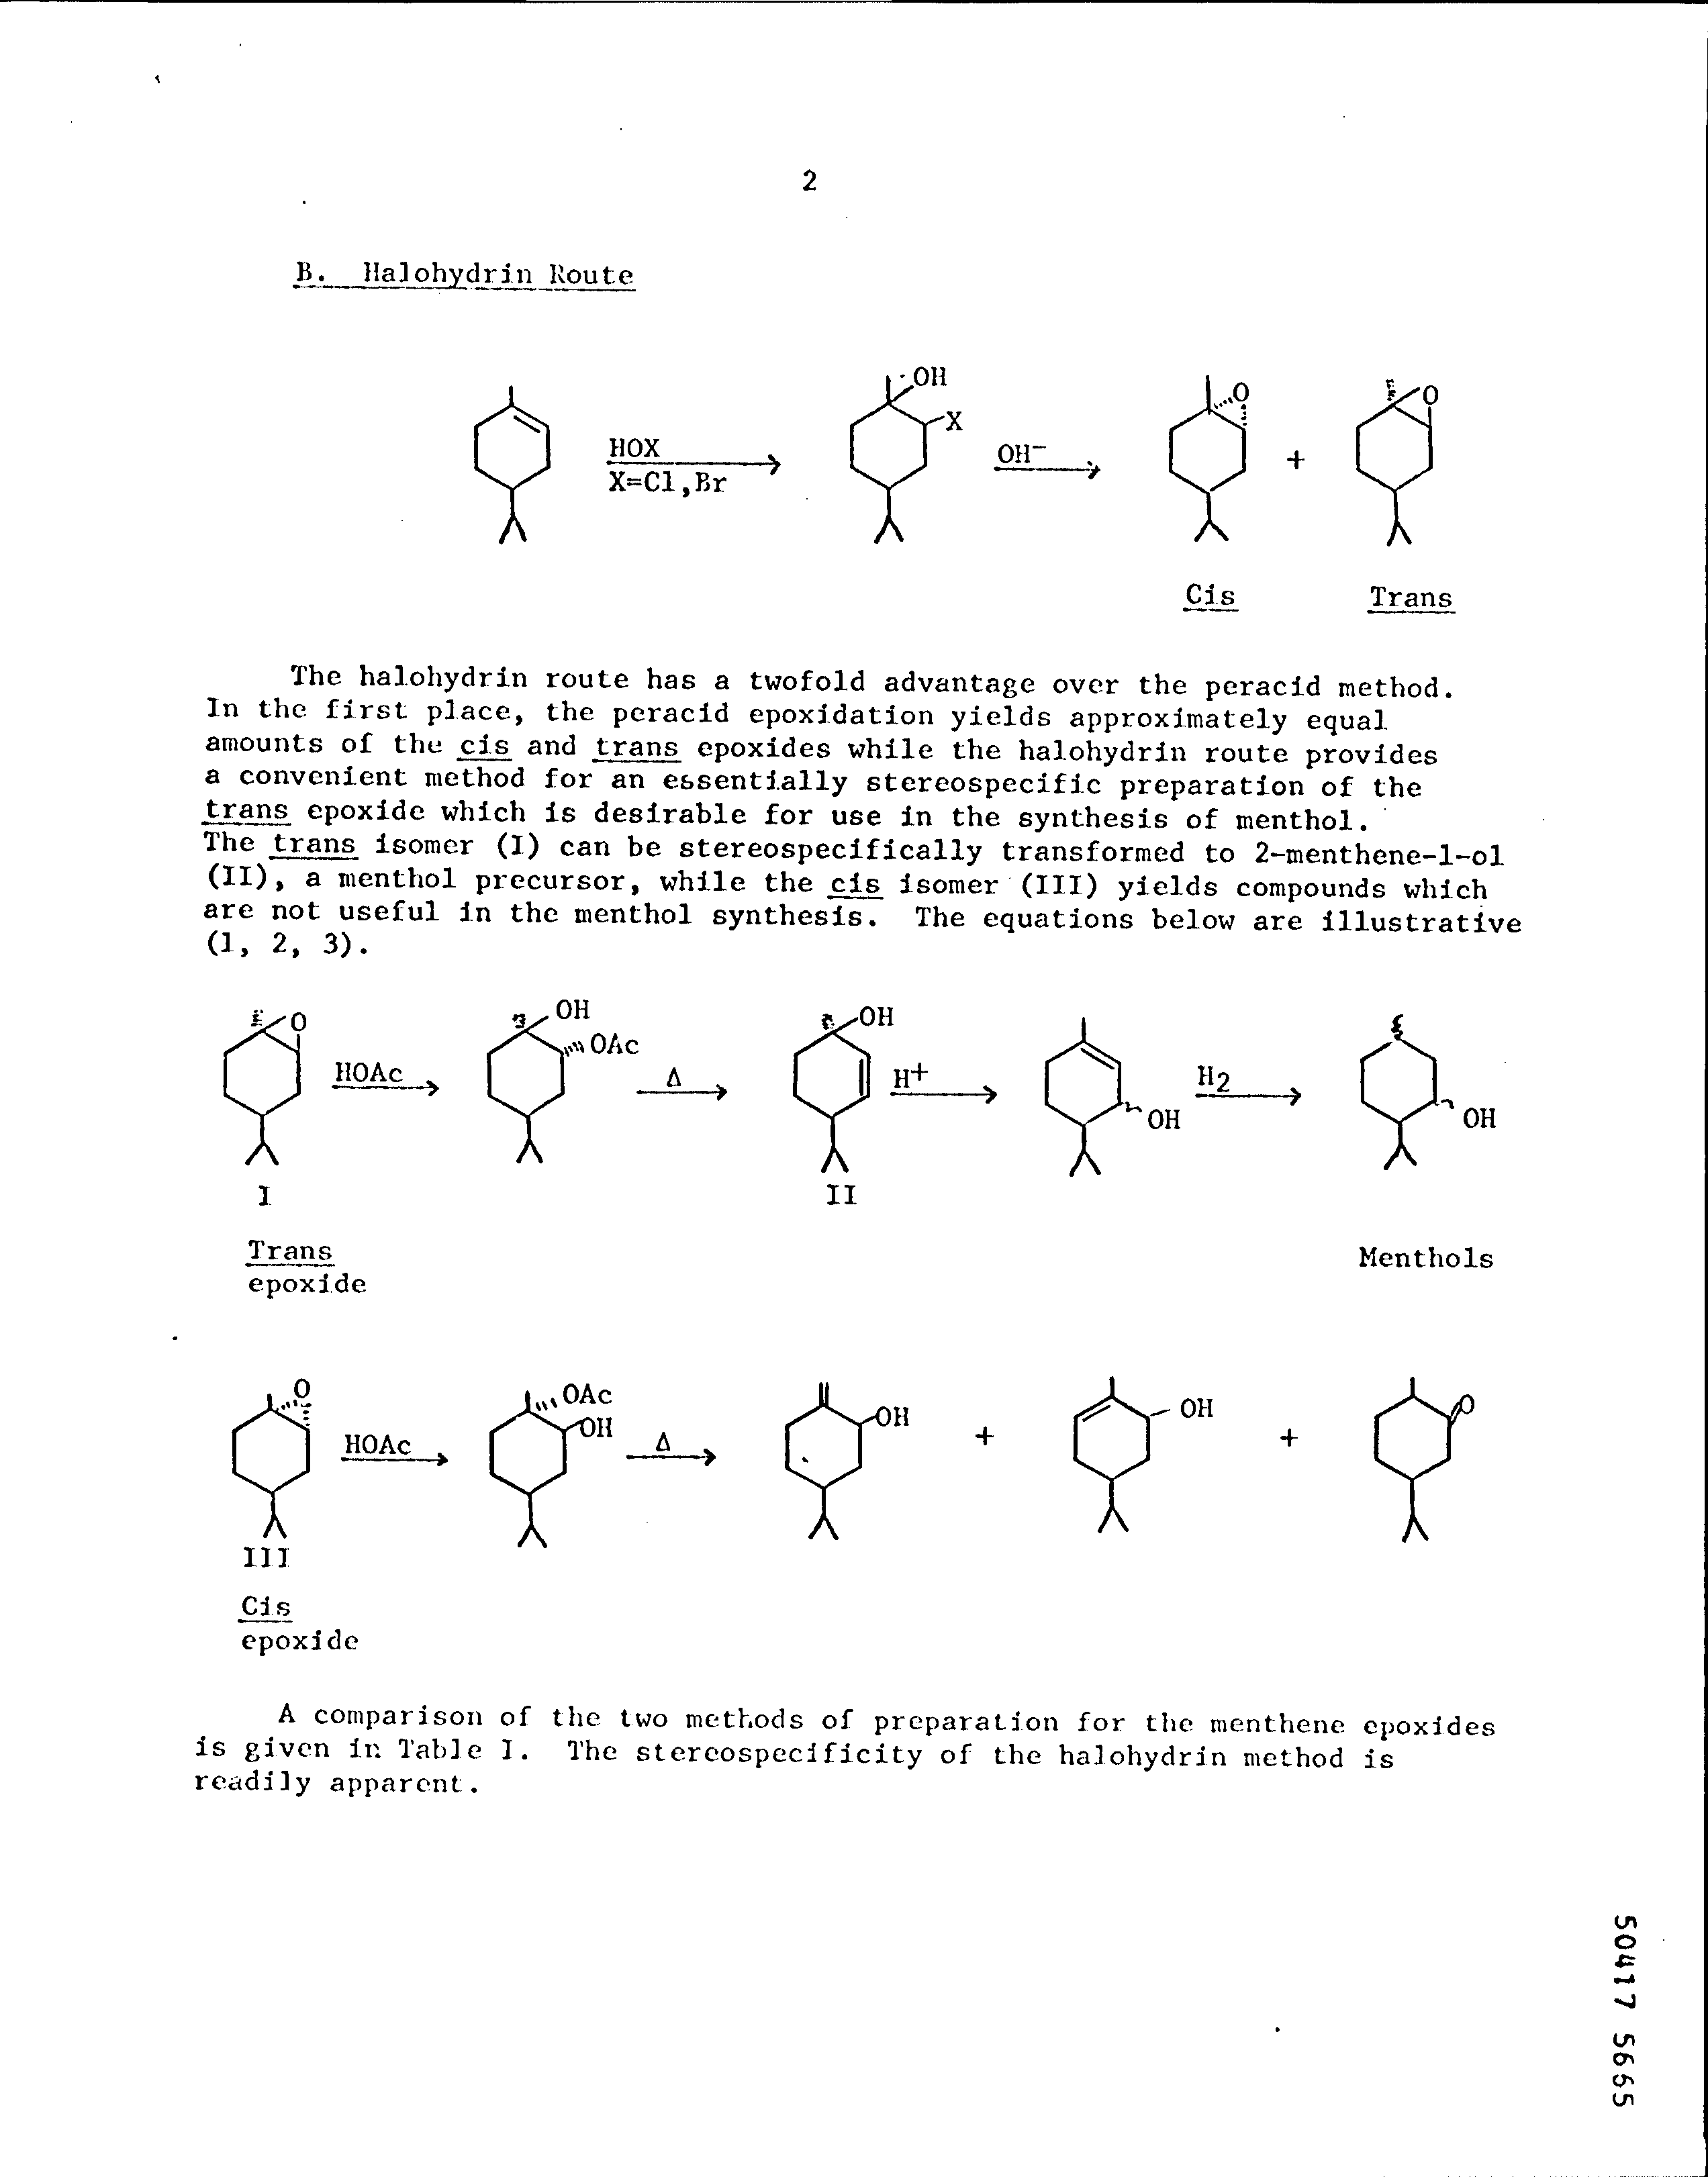 2
B. Halohydrin Route
OH
X
O
O
HOX
X=Cl,Br
OH-
+
Cis
Trans
The halohydrin route has a twofold advantage over the peracid method.
In the first place, the peracid epoxidation yields approximately equal
amounts of the cis and trans epoxides while the halohydrin route provides
a convenient method for an essentially stereospecific preparation of the
trans epoxide which is desirable for use in the synthesis of menthol.
The trans isomer (I) can be stereospecifically transformed to 2-menthene-1-ol
(II), a menthol precursor, while the cis isomer (III) yields compounds which
are not useful in the menthol synthesis. The equations below are illustrative
(1, 2, 3).
O
HOAc
OH
OAc
Δ
OH
H+
OH
H2
OH
I
II
Trans
epoxide
Menthols
O
HOAc
OAc
OH
Δ
OH
+
OH
+
O
III
Cis
epoxide
A comparison of the two methods of preparation for the menthene epoxides
is given in Table I. The stereospecificity of the halohydrin method is
readily apparent.
50417 5665